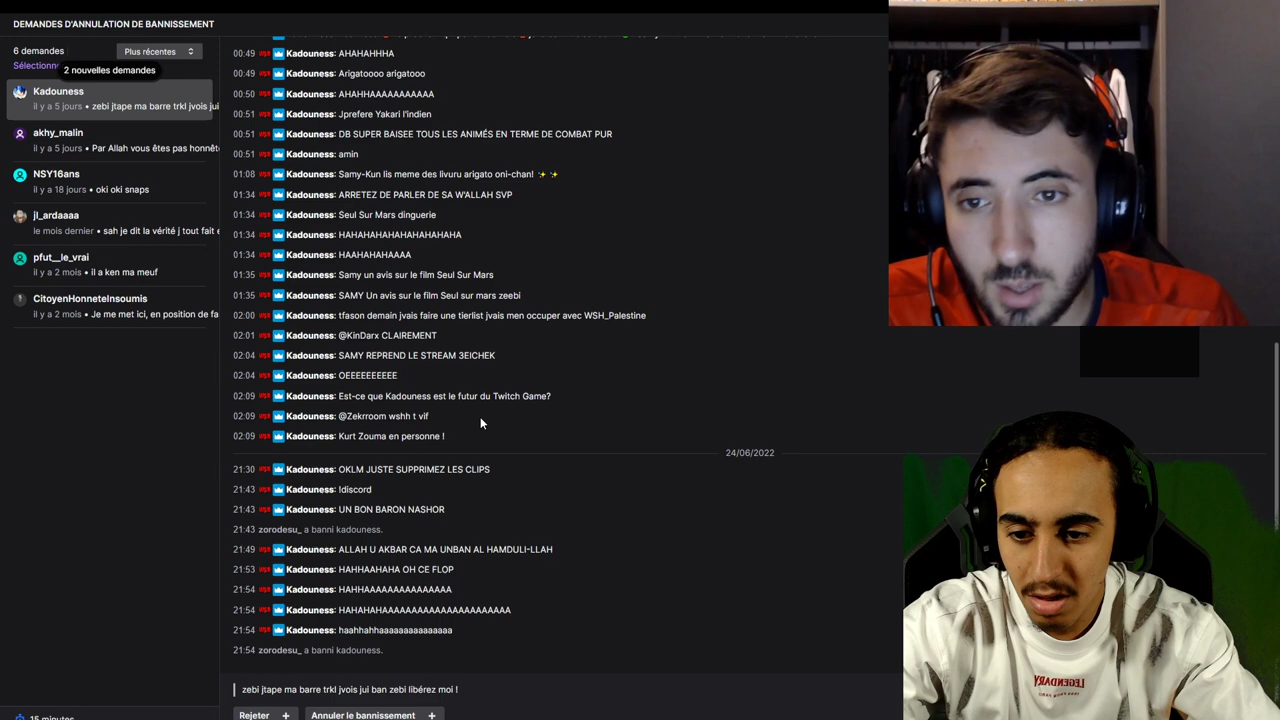 DEMANDES D'ANNULATION DE BANNISSEMENT
6 demandes
Plus récentes
Sélectionn
2 nouvelles demandes
Kadouness
il y a 5 jours • zebi jtape ma barre trkl jvois jui
akhy_malin
il y a 5 jours • Par Allah vous êtes pas honnêt
NSY16ans
il y a 18 jours • oki oki snaps
jl_ardaaaa
le mois dernier • sah je dit la vérité j tout fait e
pfut__le_vrai
il y a 2 mois • il a ken ma meuf
CitoyenHonneteInsoumis
il y a 2 mois • Je me met ici, en position de fa
15 minutes
00:49 Kadouness: AHAHAHHHA
00:49 Kadouness: Arigatoooo arigatooo
00:50 Kadouness: AHAHHAAAAAAAAAAA
00:51 Kadouness: Jprefere Yakari l'indien
00:51 Kadouness: DB SUPER BAISEE TOUS LES ANIMÉS EN TERME DE COMBAT PUR
00:51 Kadouness: amin
01:08 Kadouness: Samy-Kun lis meme des livuru arigato oni-chan! ✨ ✨
01:34 Kadouness: ARRETEZ DE PARLER DE SA W'ALLAH SVP
01:34 Kadouness: Seul Sur Mars dinguerie
01:34 Kadouness: HAHAHAHAHAHAHAHAHA
01:34 Kadouness: HAAHAHAHAAAA
01:35 Kadouness: Samy un avis sur le film Seul Sur Mars
01:35 Kadouness: SAMY Un avis sur le film Seul sur mars zeebi
02:00 Kadouness: tfason demain jvais faire une tierlist jvais men occuper avec WSH_Palestine
02:01 Kadouness: @KinDarx CLAIREMENT
02:04 Kadouness: SAMY REPREND LE STREAM 3EICHEK
02:04 Kadouness: OEEEEEEEEEE
02:09 Kadouness: Est-ce que Kadouness est le futur du Twitch Game?
02:09 Kadouness: @Zekrroom wshh t vif
02:09 Kadouness: Kurt Zouma en personne !
24/06/2022
21:30 Kadouness: OKLM JUSTE SUPPRIMEZ LES CLIPS
21:43 Kadouness: !discord
21:43 Kadouness: UN BON BARON NASHOR
21:43 zorodesu_ a banni kadouness.
21:49 Kadouness: ALLAH U AKBAR CA MA UNBAN AL HAMDULI-LLAH
21:53 Kadouness: HAHHAAHAHA OH CE FLOP
21:54 Kadouness: HAHHAAAAAAAAAAAAAAA
21:54 Kadouness: HAHAHAHAAAAAAAAAAAAAAAAAAAAAA
21:54 Kadouness: haahhahhaaaaaaaaaaaaaaa
21:54 zorodesu_ a banni kadouness.
zebi jtape ma barre trkl jvois jui ban zebi libérez moi !
Rejeter +
Annuler le bannissement +
LEGENDARY